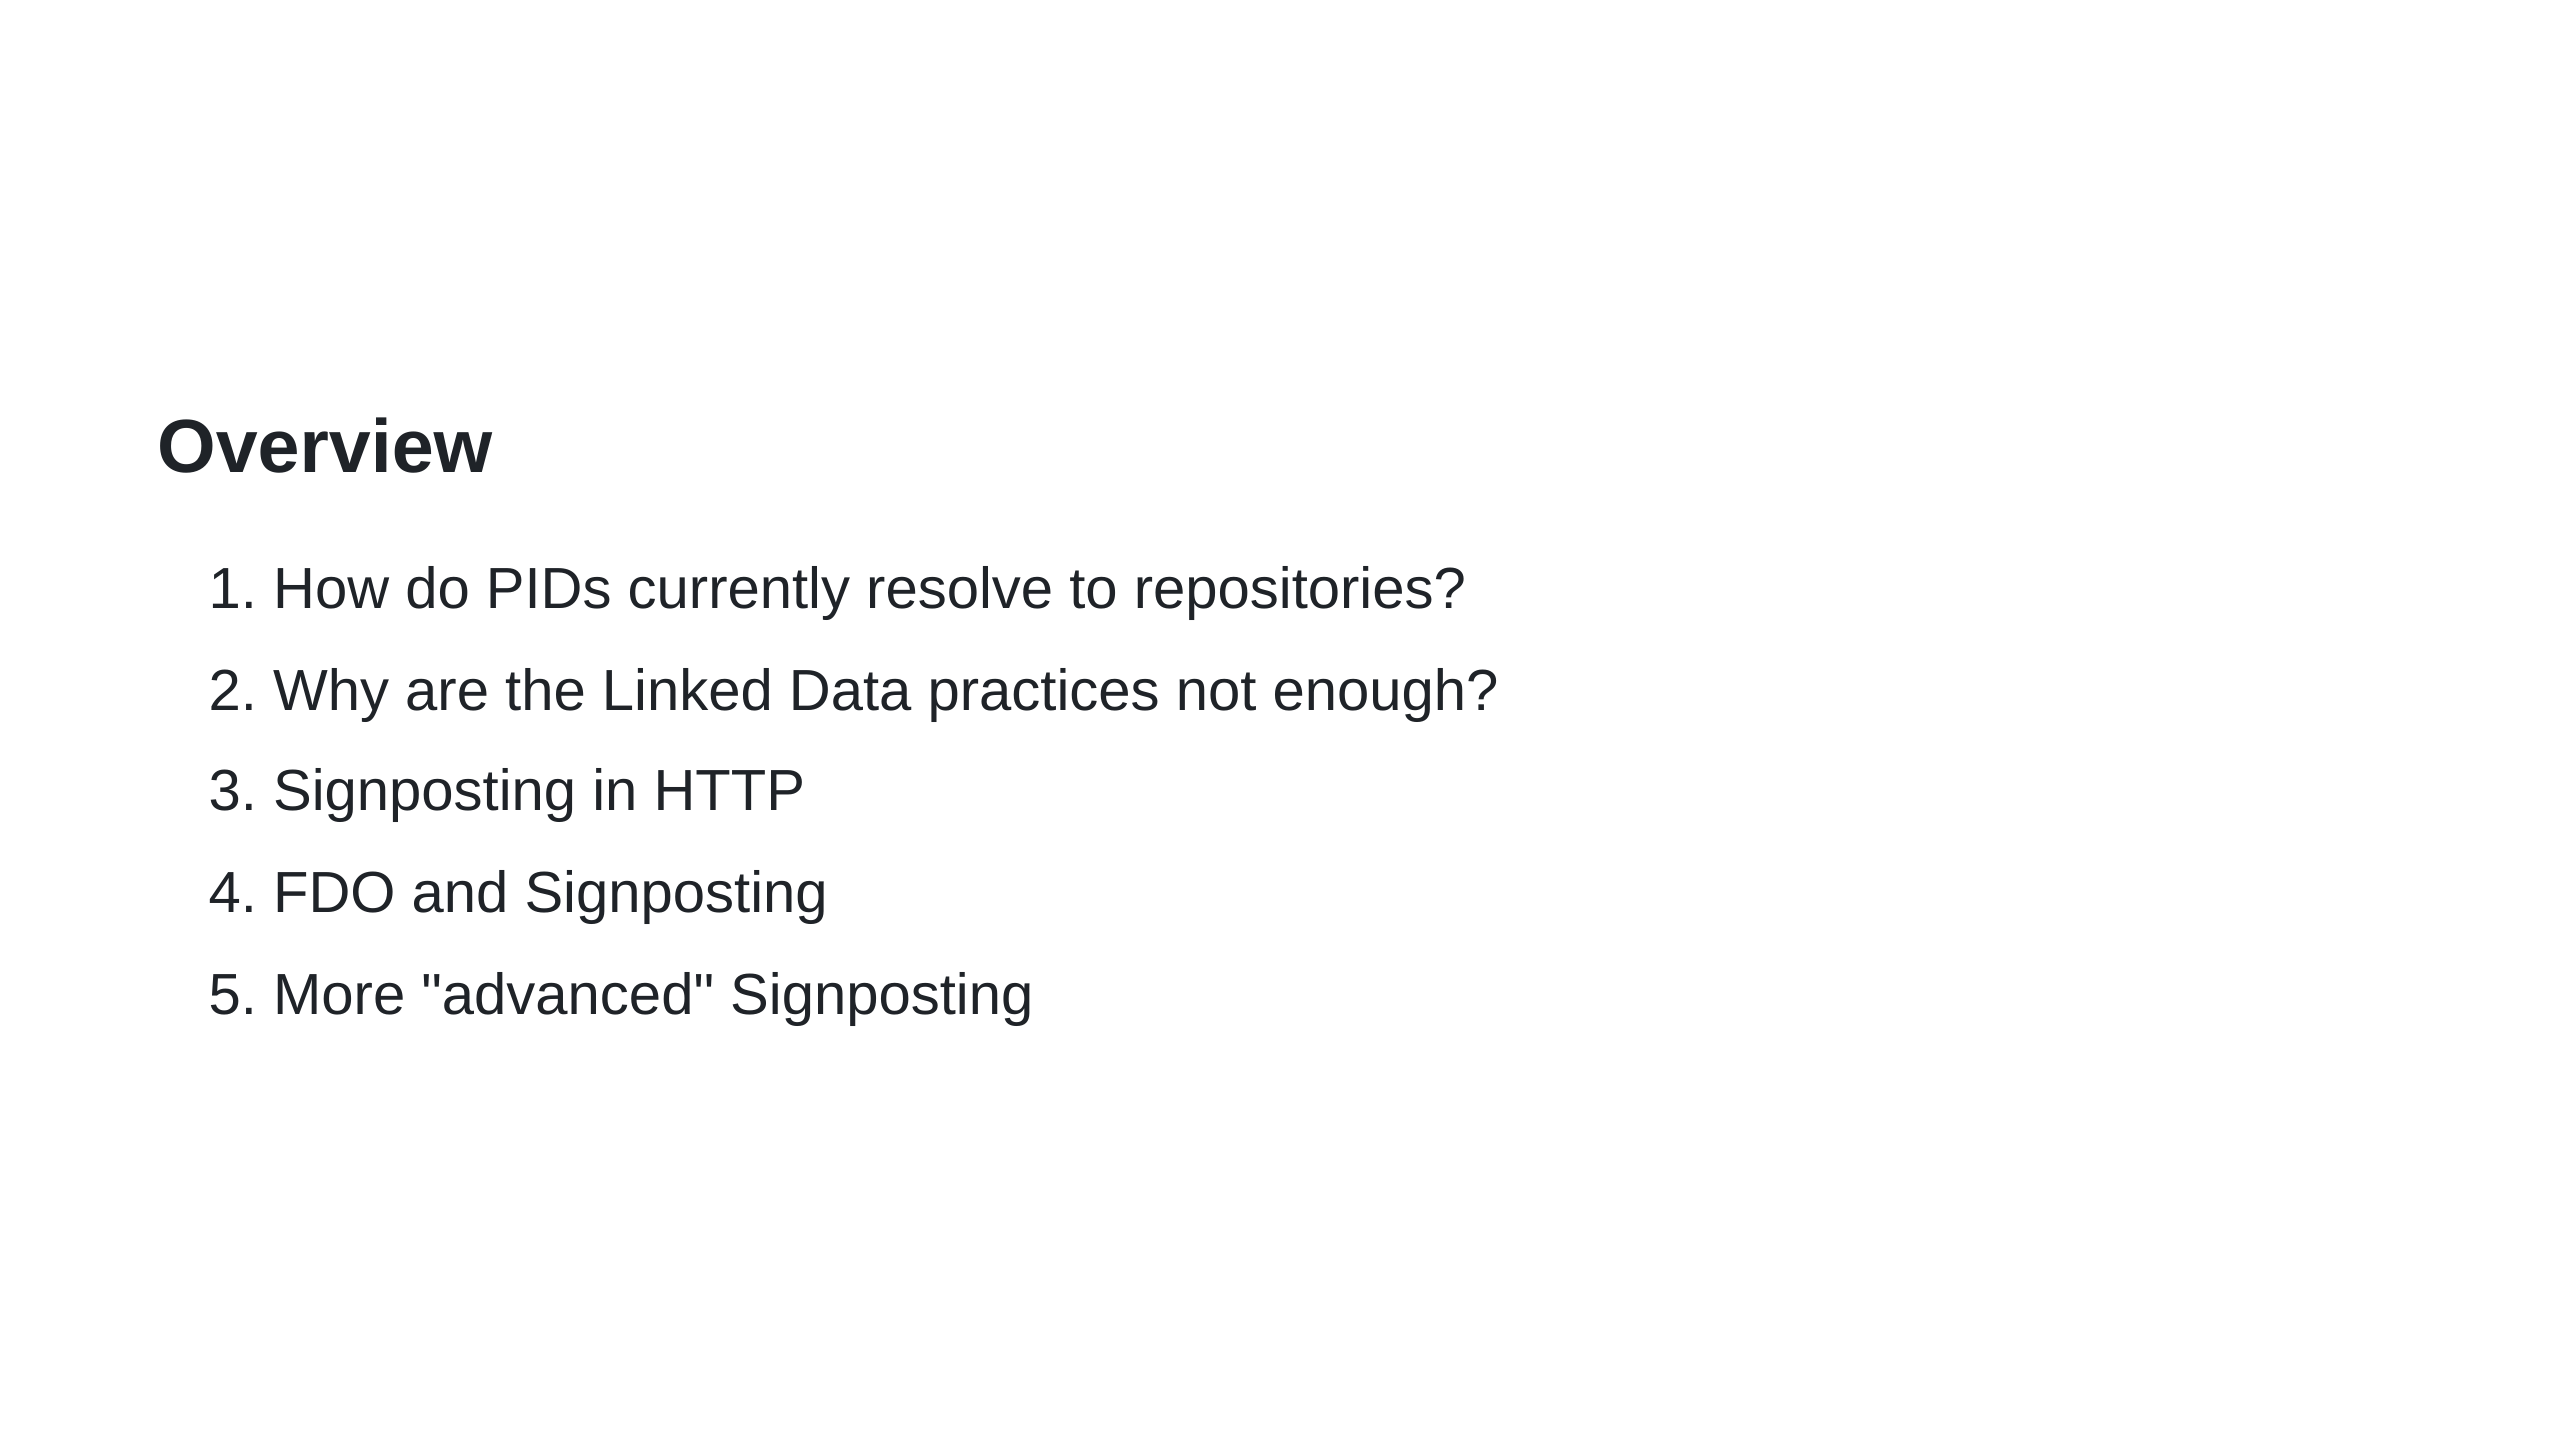 Overview
1. How do PIDs currently resolve to repositories?
2. Why are the Linked Data practices not enough?
3. Signposting in HTTP
4. FDO and Signposting
5. More "advanced" Signposting